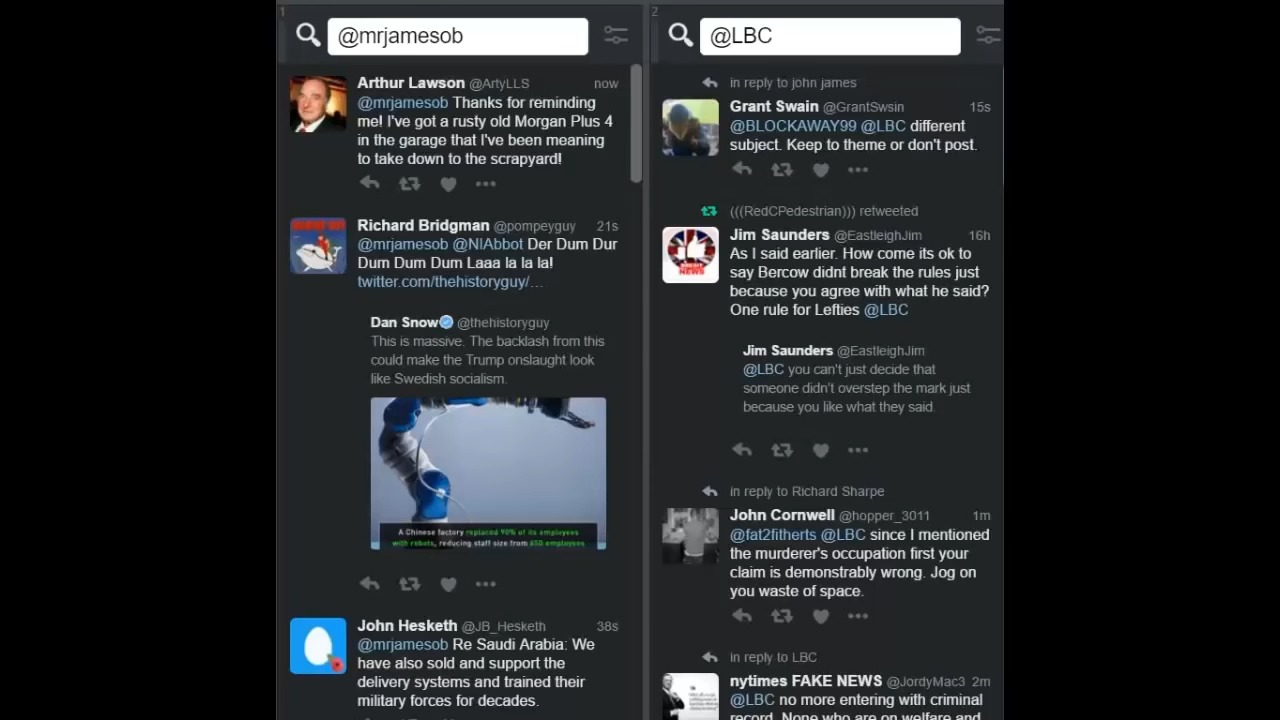 1
@mrjamesob
Arthur Lawson @ArtyLLS now
@mrjamesob Thanks for reminding
me! I've got a rusty old Morgan Plus 4
in the garage that I've been meaning
to take down to the scrapyard!
Richard Bridgman @pompeyguy 21s
@mrjamesob @NIAbbot Der Dum Dur
Dum Dum Dum Laaa la la la!
twitter.com/thehistoryguy/…
Dan Snow @thehistoryguy
This is massive. The backlash from this
could make the Trump onslaught look
like Swedish socialism.
A Chinese factory replaced 90% of its employees
with robots, reducing staff size from 650 employees
John Hesketh @JB_Hesketh 38s
@mrjamesob Re Saudi Arabia: We
have also sold and support the
delivery systems and trained their
military forces for decades.
2
@LBC
in reply to john james
Grant Swain @GrantSwsin 15s
@BLOCKAWAY99 @LBC different
subject. Keep to theme or don't post.
(((RedCPedestrian))) retweeted
Jim Saunders @EastleighJim 16h
As I said earlier. How come its ok to
say Bercow didnt break the rules just
because you agree with what he said?
One rule for Lefties @LBC
Jim Saunders @EastleighJim
@LBC you can't just decide that
someone didn't overstep the mark just
because you like what they said.
in reply to Richard Sharpe
John Cornwell @hopper_3011 1m
@fat2fitherts @LBC since I mentioned
the murderer's occupation first your
claim is demonstrably wrong. Jog on
you waste of space.
in reply to LBC
nytimes FAKE NEWS @JordyMac3 2m
@LBC no more entering with criminal
record. None who are on welfare and